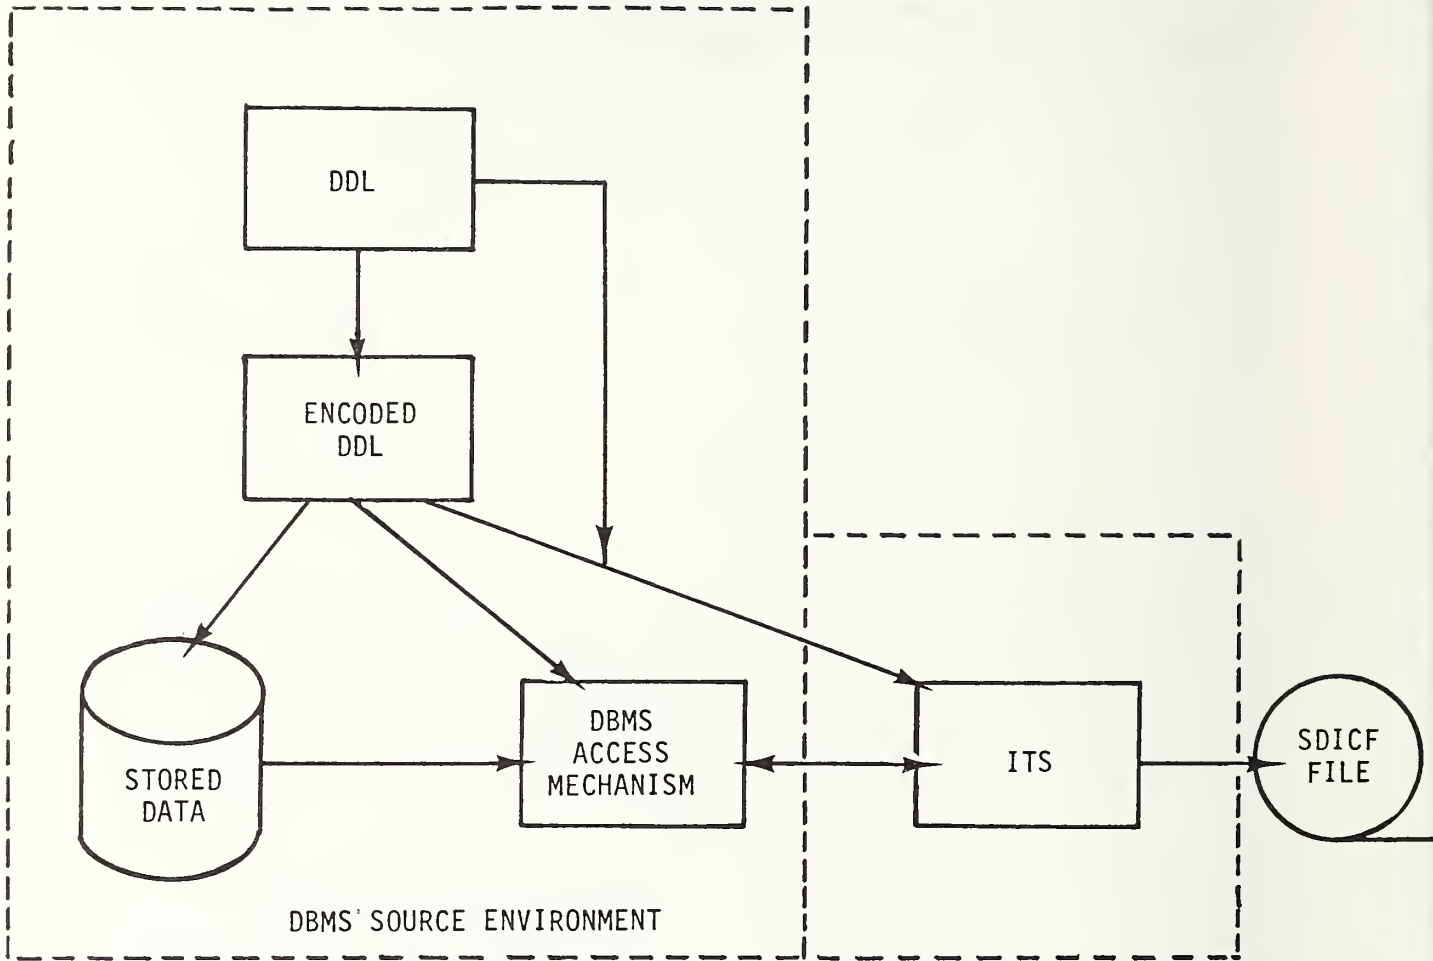 DDL
ENCODED
DDL
STORED
DATA
DBMS
ACCESS
MECHANISM
ITS
SDICF
FILE
DBMS SOURCE ENVIRONMENT